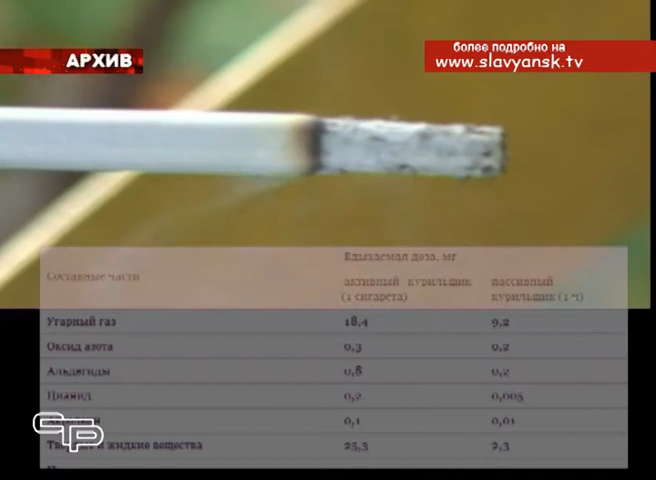 АРХИВ
более подробно на
www.slavyansk.tv
Вдыхаемая доза, мг
Составные части
активный курильщик
пассивный
(1 сигарета)
курильщик (1 ч)
Угарный газ 18,4 9,2
Оксид азота 0,3 0,2
Альдегиды 0,8 0,2
Цианид 0,2 0,005
0,1 0,01
и жидкие вещества 25,3 2,3
СТР